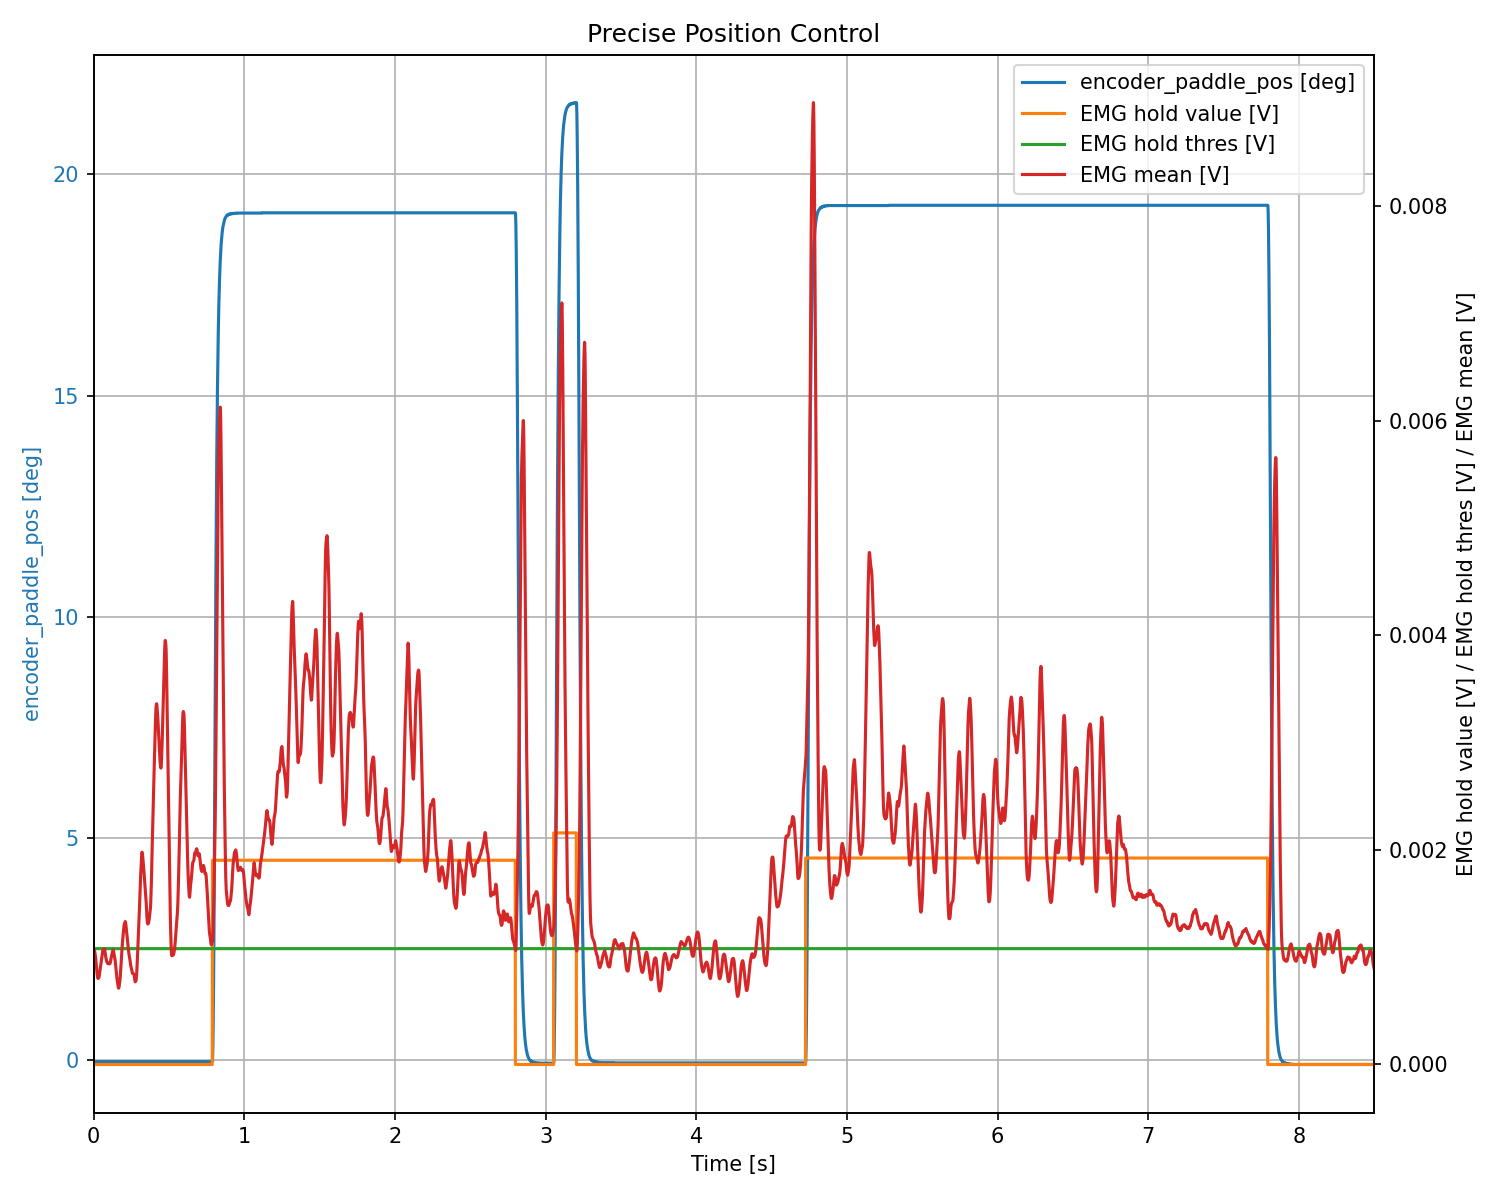 Precise Position Control
encoder_paddle_pos [deg]
EMG hold value [V]
EMG hold thres [V]
EMG mean [V]
encoder_paddle_pos [deg]
20
15
10
5
0
0.008
0.006
0.004
0.002
0.000
EMG hold value [V] / EMG hold thres [V] / EMG mean [V]
0 1 2 3 4 5 6 7 8
Time [s]